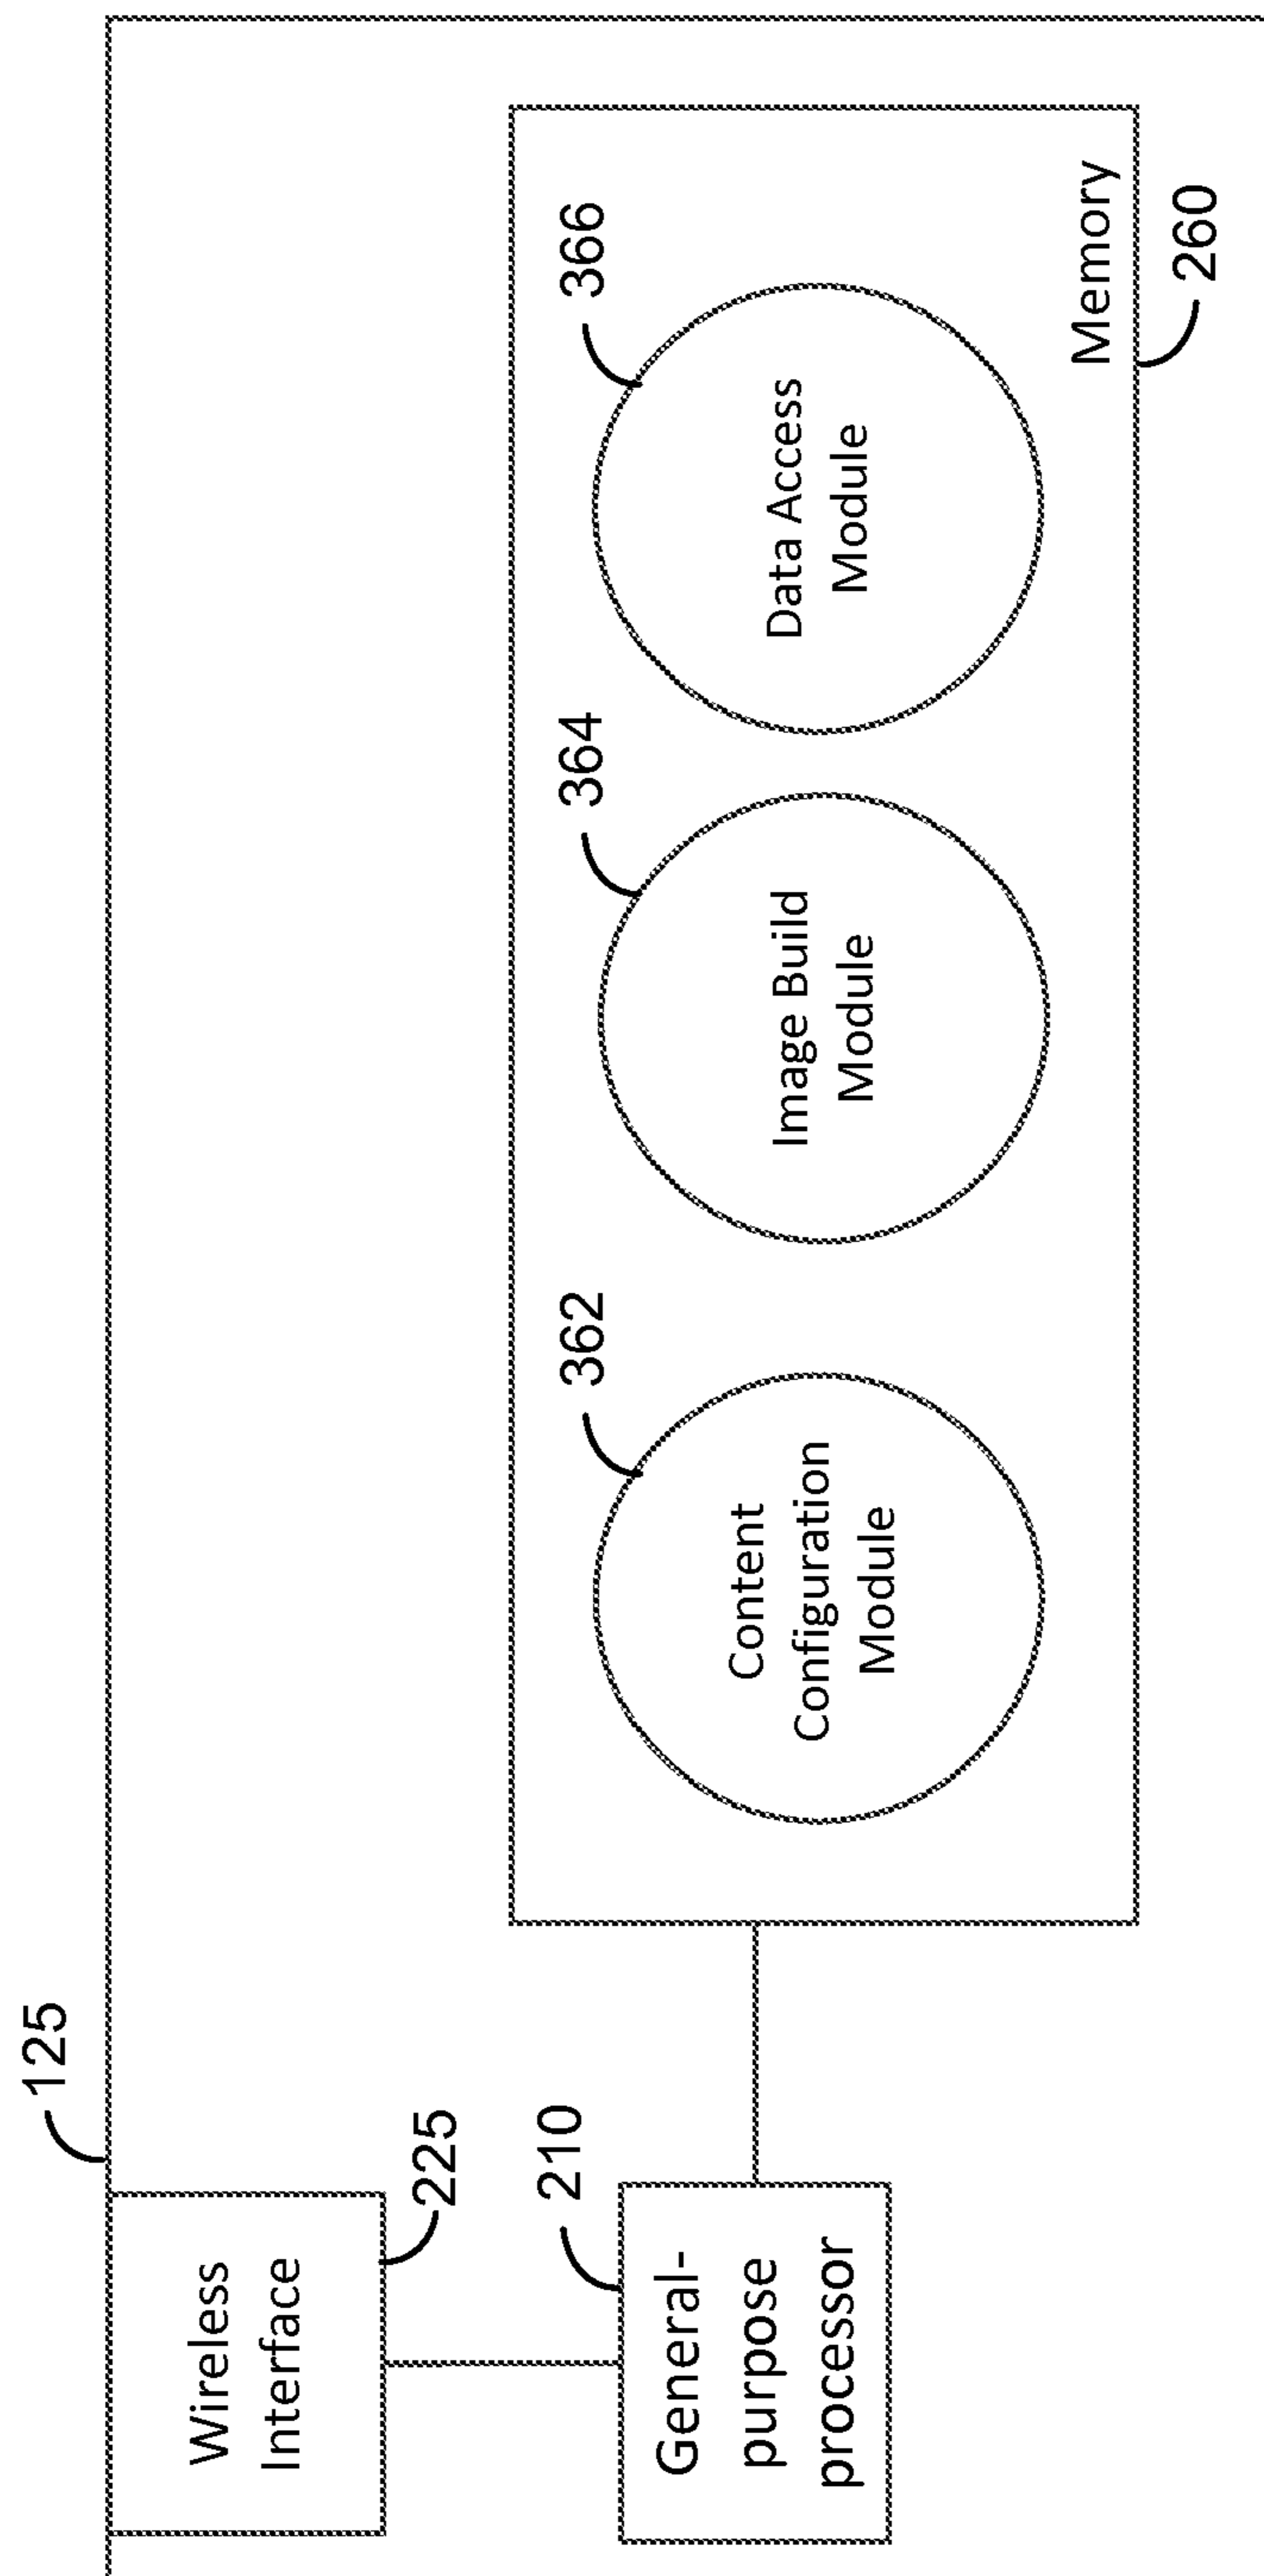 125
Wireless
Interface
225
210
General-
purpose
processor
362
Content
Configuration
Module
364
Image Build
Module
366
Data Access
Module
Memory
260